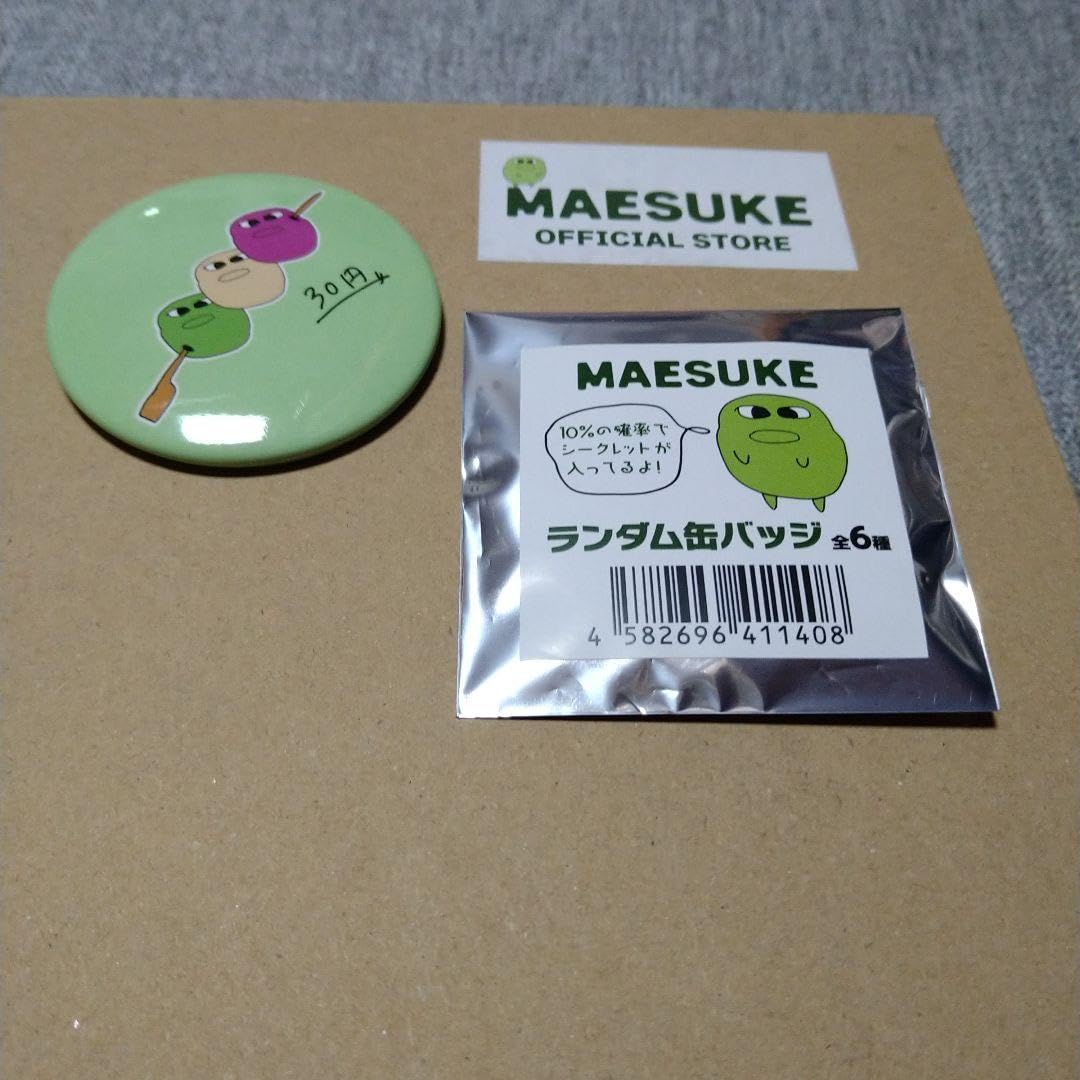 30円
MAESUKE
OFFICIAL STORE
MAESUKE
10%の確率で
シークレットが
入ってるよ!
ランダム缶バッジ 全6種
4 582696 411408